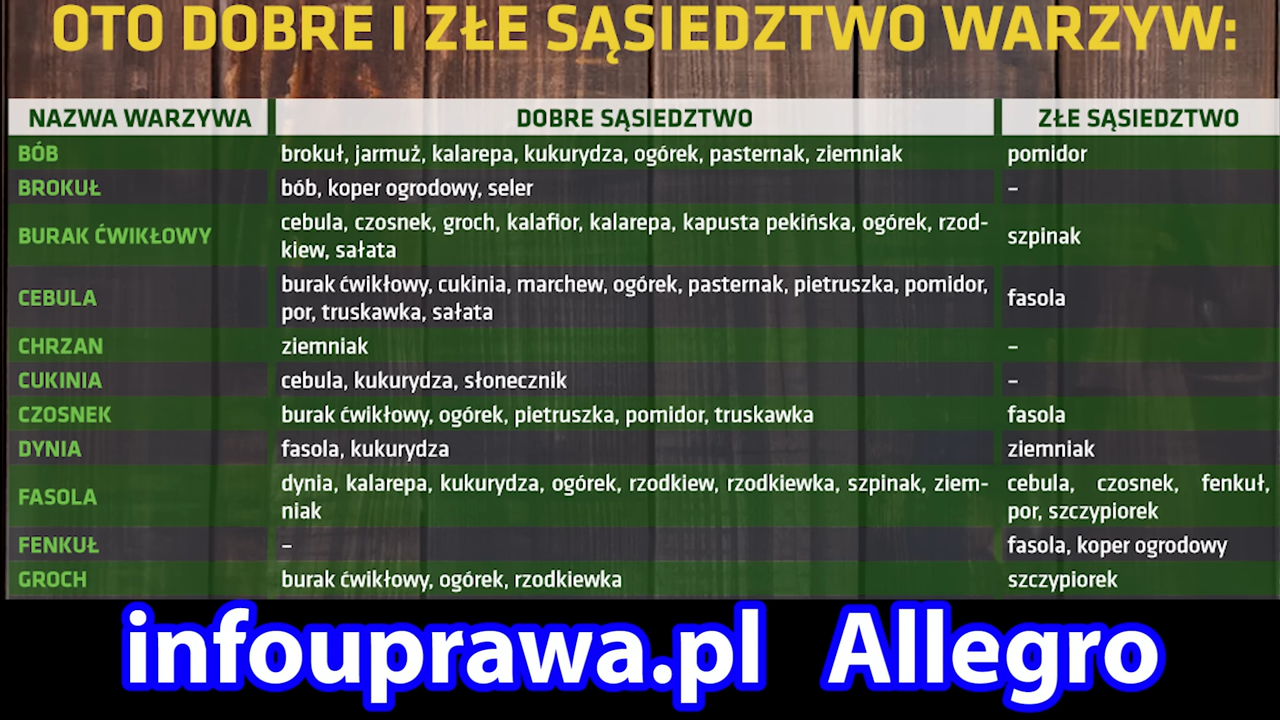 OTO DOBRE I ZŁE SĄSIEDZTWO WARZYW:
NAZWA WARZYWA DOBRE SĄSIEDZTWO ZŁE SĄSIEDZTWO
BÓB brokuł, jarmuż, kalarepa, kukurydza, ogórek, pasternak, ziemniak pomidor
BROKUŁ bób, koper ogrodowy, seler –
BURAK ĆWIKŁOWY cebula, czosnek, groch, kalafior, kalarepa, kapusta pekińska, ogórek, rzod-
kiew, sałata szpinak
CEBULA burak ćwikłowy, cukinia, marchew, ogórek, pasternak, pietruszka, pomidor,
por, truskawka, sałata fasola
CHRZAN ziemniak –
CUKINIA cebula, kukurydza, słonecznik –
CZOSNEK burak ćwikłowy, ogórek, pietruszka, pomidor, truskawka fasola
DYNIA fasola, kukurydza ziemniak
FASOLA dynia, kalarepa, kukurydza, ogórek, rzodkiew, rzodkiewka, szpinak, ziem- cebula, czosnek, fenkuł,
niak por, szczypiorek
FENKUŁ – fasola, koper ogrodowy
GROCH burak ćwikłowy, ogórek, rzodkiewka szczypiorek
infouprawa.pl Allegro